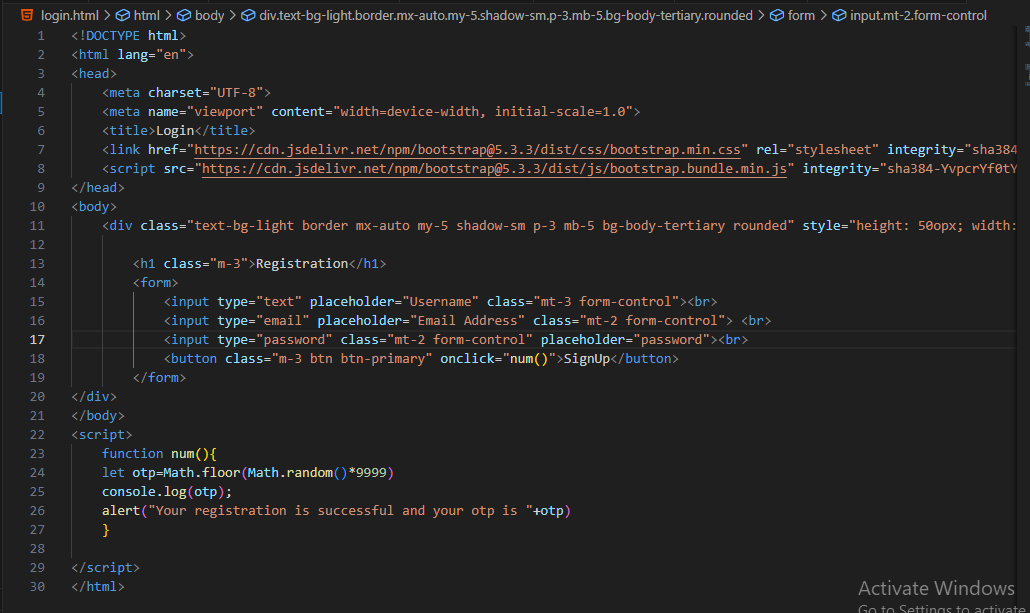 login.html > html > body > div.text-bg-light.border.mx-auto.my-5.shadow-sm.p-3.mb-5.bg-body-tertiary.rounded > form > input.mt-2.form-control
1 <!DOCTYPE html>
2 <html lang="en">
3 <head>
4 <meta charset="UTF-8">
5 <meta name="viewport" content="width=device-width, initial-scale=1.0">
6 <title>Login</title>
7 <link href="https://cdn.jsdelivr.net/npm/bootstrap@5.3.3/dist/css/bootstrap.min.css" rel="stylesheet" integrity="sha384
8 <script src="https://cdn.jsdelivr.net/npm/bootstrap@5.3.3/dist/js/bootstrap.bundle.min.js" integrity="sha384-YvpcrYf0tY
9 </head>
10 <body>
11 <div class="text-bg-light border mx-auto my-5 shadow-sm p-3 mb-5 bg-body-tertiary rounded" style="height: 50opx; width:
12
13 <h1 class="m-3">Registration</h1>
14 <form>
15 <input type="text" placeholder="Username" class="mt-3 form-control"><br>
16 <input type="email" placeholder="Email Address" class="mt-2 form-control"> <br>
17 <input type="password" class="mt-2 form-control" placeholder="password"><br>
18 <button class="m-3 btn btn-primary" onclick="num()">SignUp</button>
19 </form>
20 </div>
21 </body>
22 <script>
23 function num(){
24 let otp=Math.floor(Math.random()*9999)
25 console.log(otp);
26 alert("Your registration is successful and your otp is "+otp)
27 }
28
29 </script>
30 </html>
Activate Windows
Go to Settings to activate